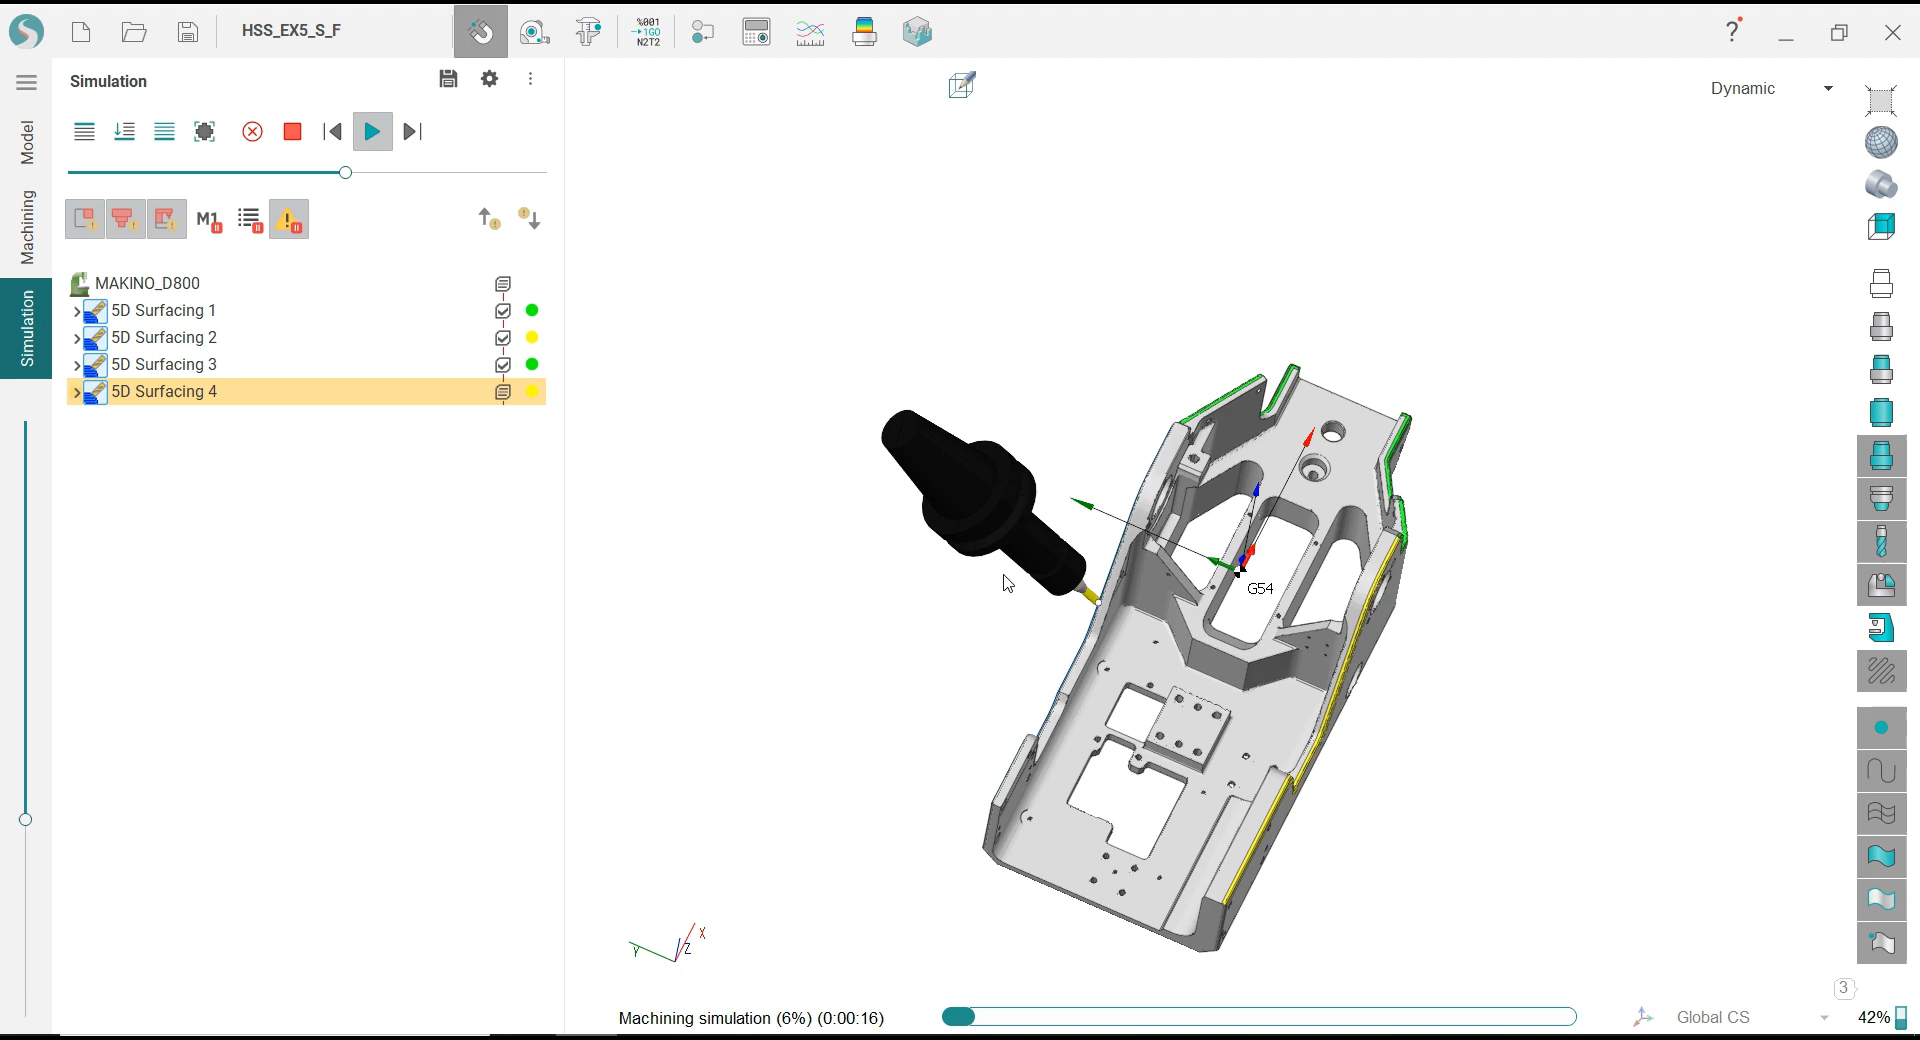 HSS_EX5_S_F
%001
→1G0
N2T2
?
Simulation
Dynamic
Model
Machining
Simulation
M1
MAKINO_D800
5D Surfacing 1
5D Surfacing 2
5D Surfacing 3
5D Surfacing 4
G54
X
Y
Z
3
Machining simulation (6%) (0:00:16)
Global CS
42%